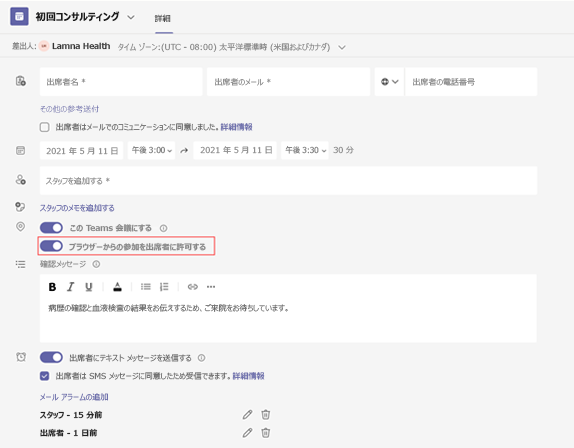 初回コンサルティング 詳細
差出人: Lamna Health タイム ゾーン:(UTC - 08:00) 太平洋標準時 (米国およびカナダ)
出席者名 * 出席者のメール * 出席者の電話番号
その他の参考送付
出席者はメールでのコミュニケーションに同意しました。詳細情報
2021 年 5 月 11 日 午後 3:00 2021 年 5 月 11 日 午後 3:30 30 分
スタッフを追加する *
スタッフのメモを追加する
この Teams 会議にする
ブラウザーからの参加を出席者に許可する
確認メッセージ
B I U A
病歴の確認と血液検査の結果をお伝えするため、ご来院をお待ちしています。
出席者にテキスト メッセージを送信する
出席者は SMS メッセージに同意したため受信できます。詳細情報
メール アラームの追加
スタッフ - 15 分前
出席者 - 1 日前